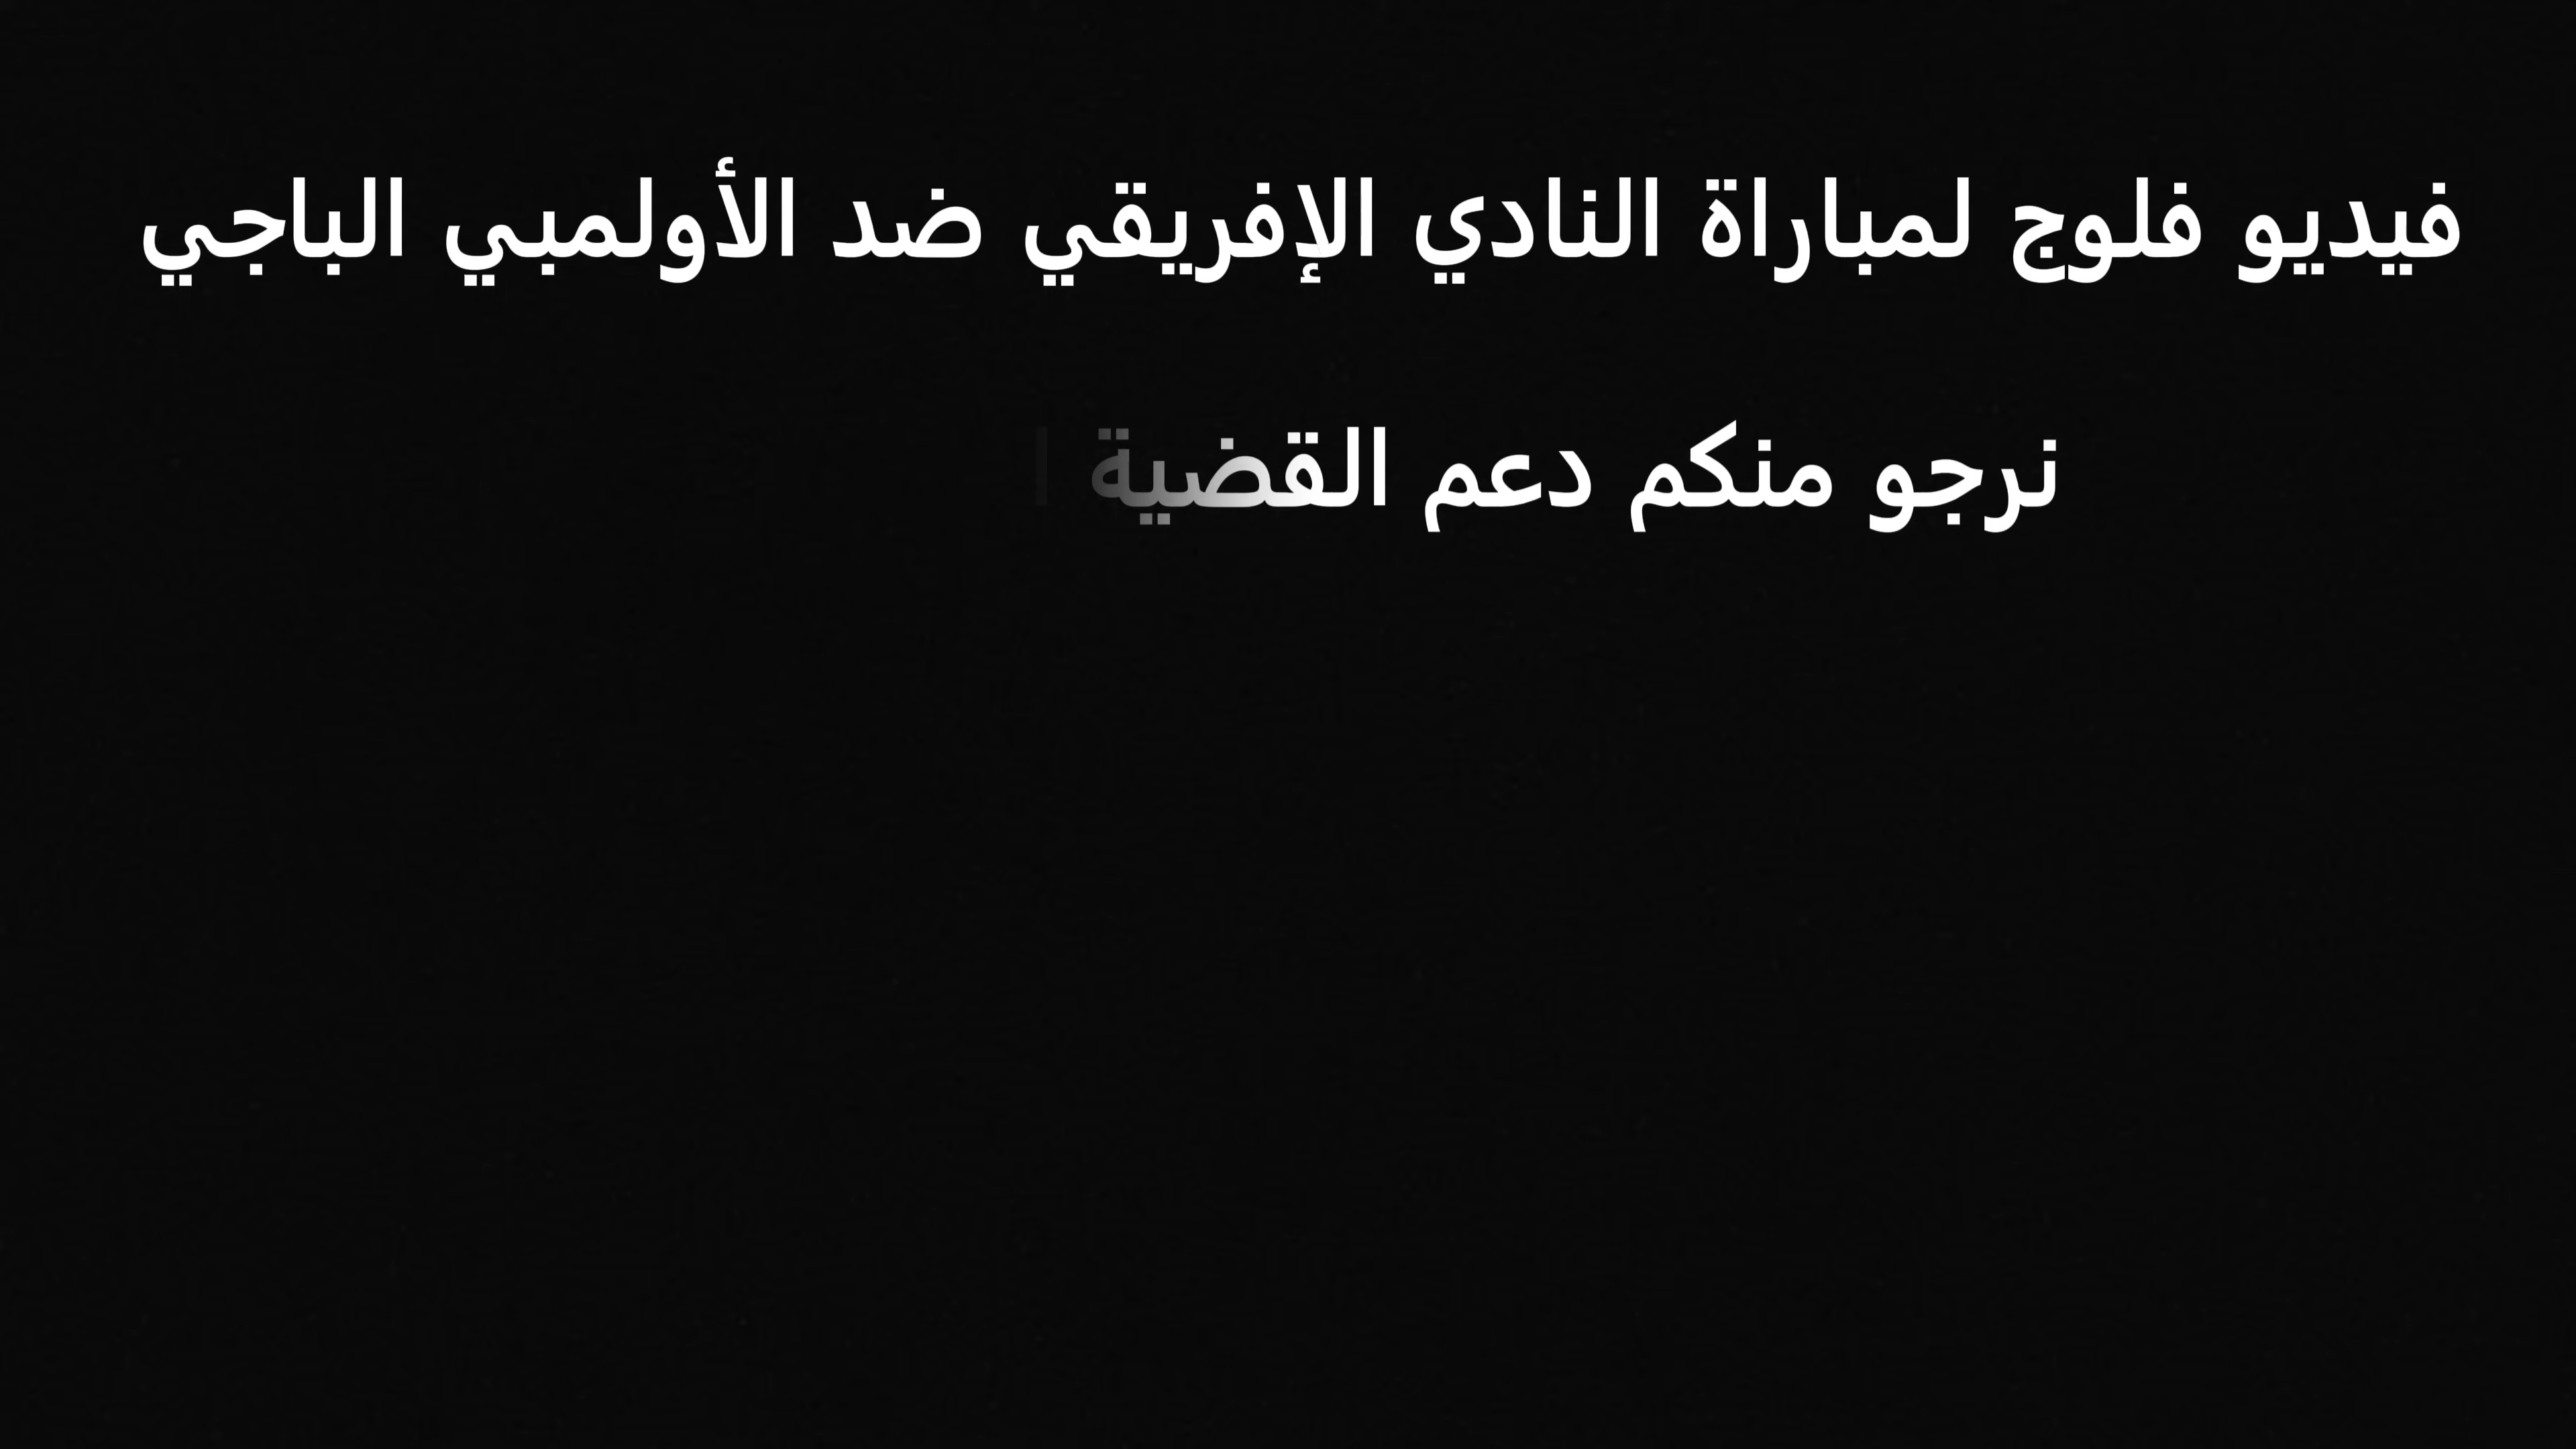 فيديو فلوج لمباراة النادي الإفريقي ضد الأولمبي الباجي
نرجو منكم دعم القضية ا